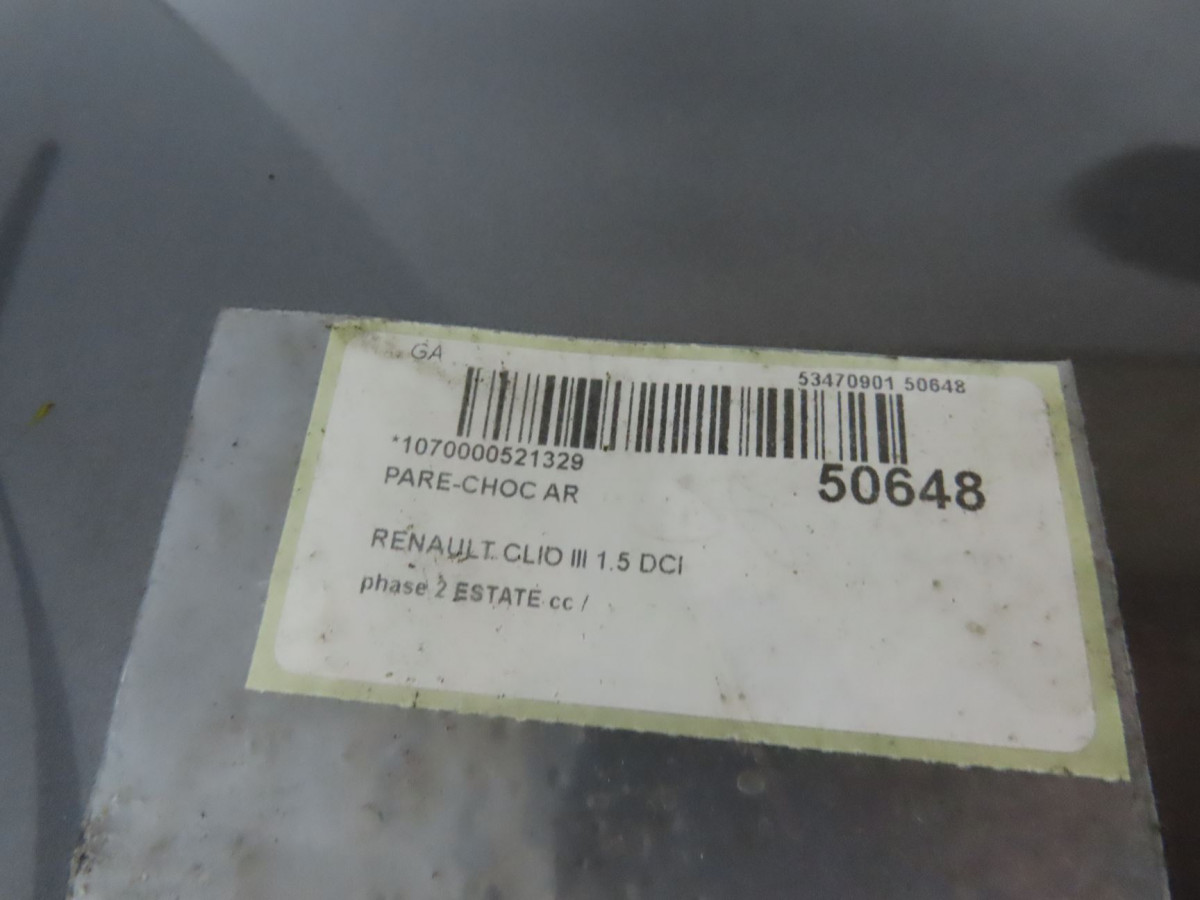 GA
53470901 50648
*1070000521329
50648
PARE-CHOC AR
RENAULT CLIO III 1.5 DCI
phase 2 ESTATE cc /